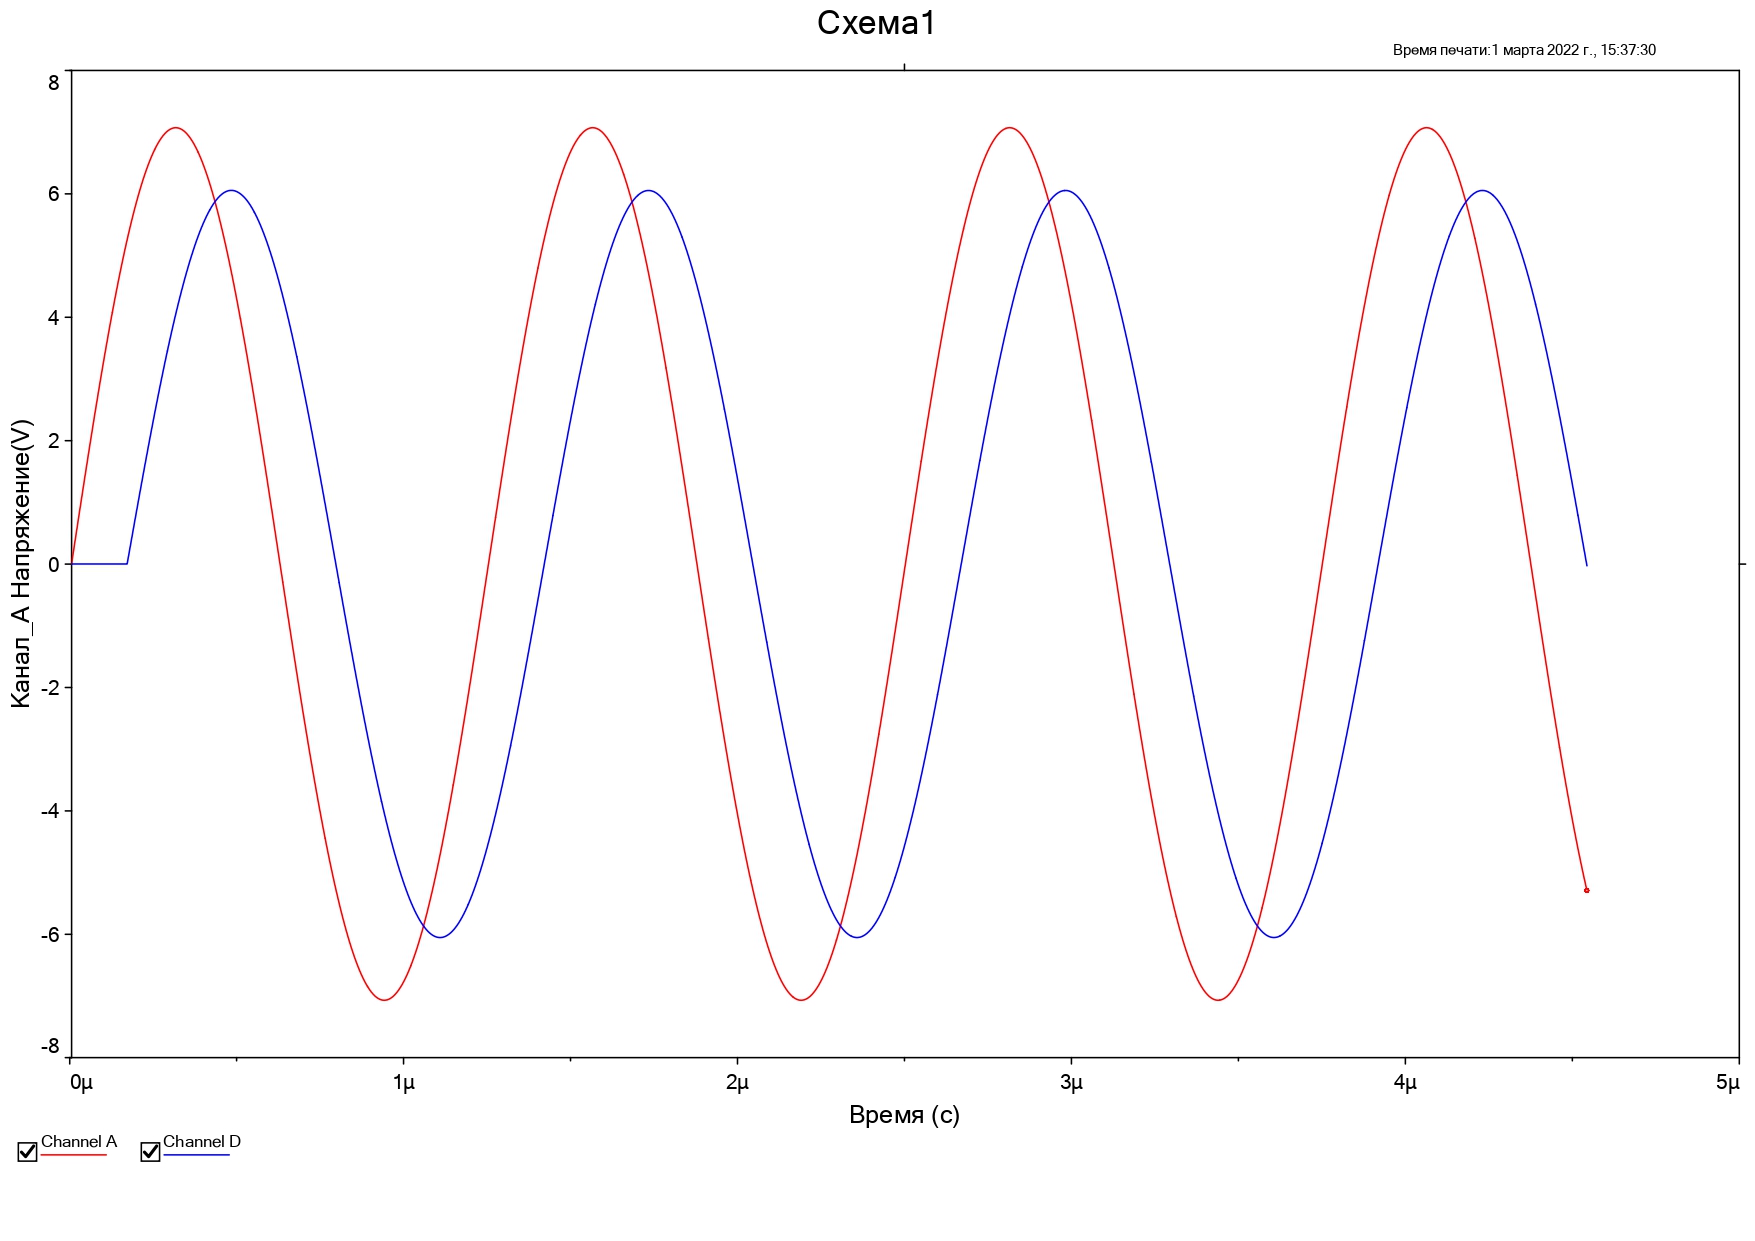 Схема1
Время печати:1 марта 2022 г., 15:37:30
Канал_А Напряжение(V)
8
6
4
2
0
-2
-4
-6
-8
0µ 1µ 2µ 3µ 4µ 5µ
Время (с)
Channel A Channel D